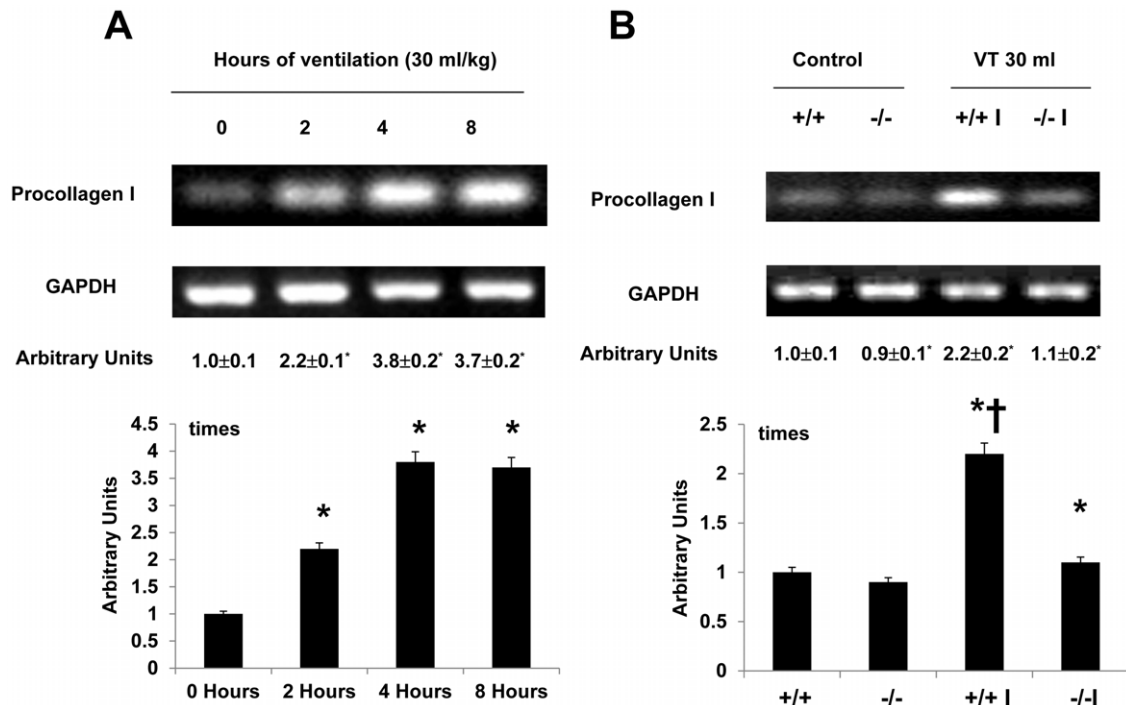 A
Hours of ventilation (30 ml/kg)
0 2 4 8
Procollagen I
GAPDH
Arbitrary Units 1.0±0.1 2.2±0.1* 3.8±0.2* 3.7±0.2*
times
Arbitrary Units
4.5
4
3.5
3
2.5
2
1.5
1
0.5
0
* * *
0 Hours 2 Hours 4 Hours 8 Hours
B
Control VT 30 ml
+/+ -/- +/+ I -/- I
Procollagen I
GAPDH
Arbitrary Units 1.0±0.1 0.9±0.1* 2.2±0.2* 1.1±0.2*
times
Arbitrary Units
2.5
2
1.5
1
0.5
0
*† *
+/+ -/- +/+ I -/-I